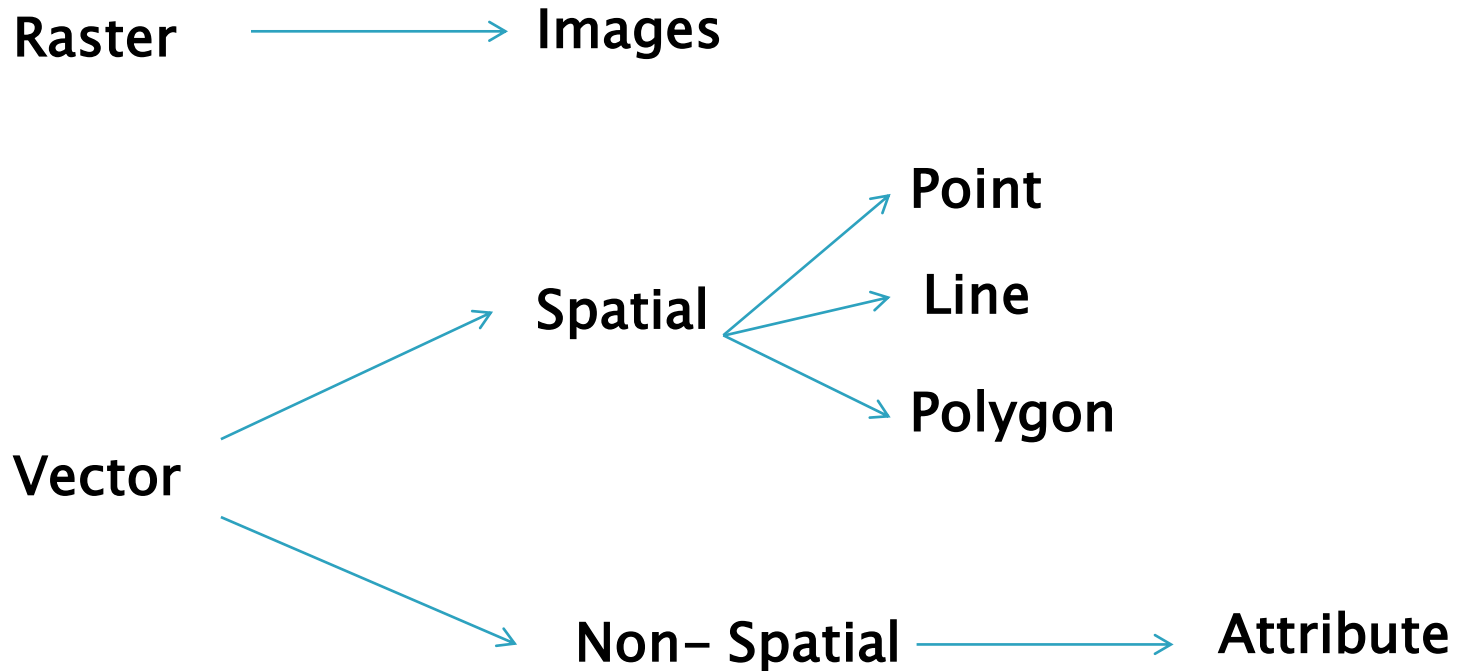 Raster
Images
Point
Line
Spatial
Polygon
Vector
Non- Spatial
Attribute